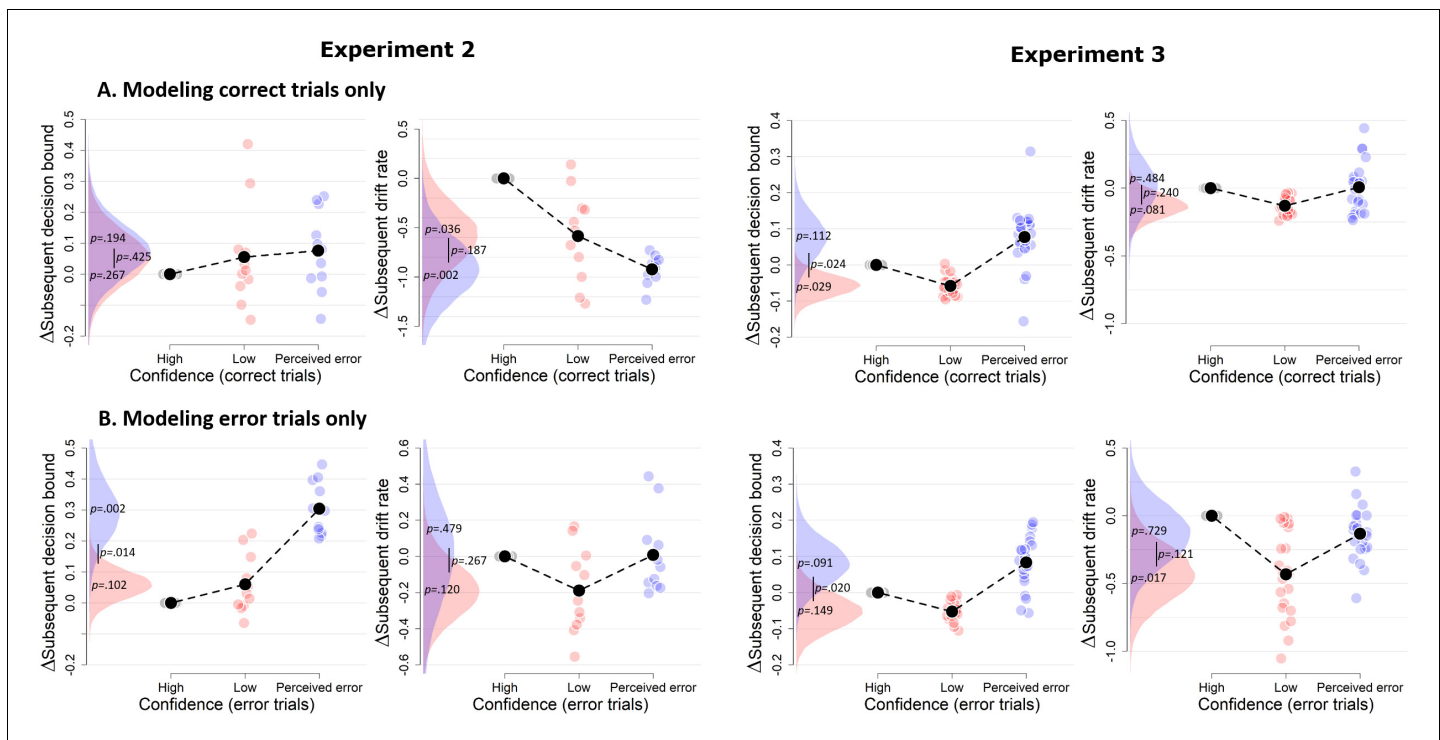 Experiment 2
Experiment 3
A. Modeling correct trials only
ΔSubsequent decision bound
0.5
0.4
0.3
0.2
0.1
0.0
-0.2
p=.194
p=.425
p=.267
High
Low
Perceived error
Confidence (correct trials)
ΔSubsequent drift rate
0.5
0.0
-0.5
-1.0
-1.5
p=.036
p=.187
p=.002
High
Low
Perceived error
Confidence (correct trials)
ΔSubsequent decision bound
0.4
0.3
0.2
0.1
0.0
-0.1
-0.2
p=.112
p=.024
p=.029
High
Low
Perceived error
Confidence (correct trials)
ΔSubsequent drift rate
0.5
0.0
-0.5
-1.0
p=.484
p=.240
p=.081
High
Low
Perceived error
Confidence (correct trials)
B. Modeling error trials only
ΔSubsequent decision bound
0.5
0.4
0.3
0.2
0.1
0.0
-0.2
p=.002
p=.014
p=.102
High
Low
Perceived error
Confidence (error trials)
ΔSubsequent drift rate
0.6
0.4
0.2
0.0
-0.2
-0.4
-0.6
p=.479
p=.267
p=.120
High
Low
Perceived error
Confidence (error trials)
ΔSubsequent decision bound
0.4
0.3
0.2
0.1
0.0
-0.1
-0.2
p=.091
p=.020
p=.149
High
Low
Perceived error
Confidence (error trials)
ΔSubsequent drift rate
0.5
0.0
-0.5
-1.0
p=.729
p=.121
p=.017
High
Low
Perceived error
Confidence (error trials)